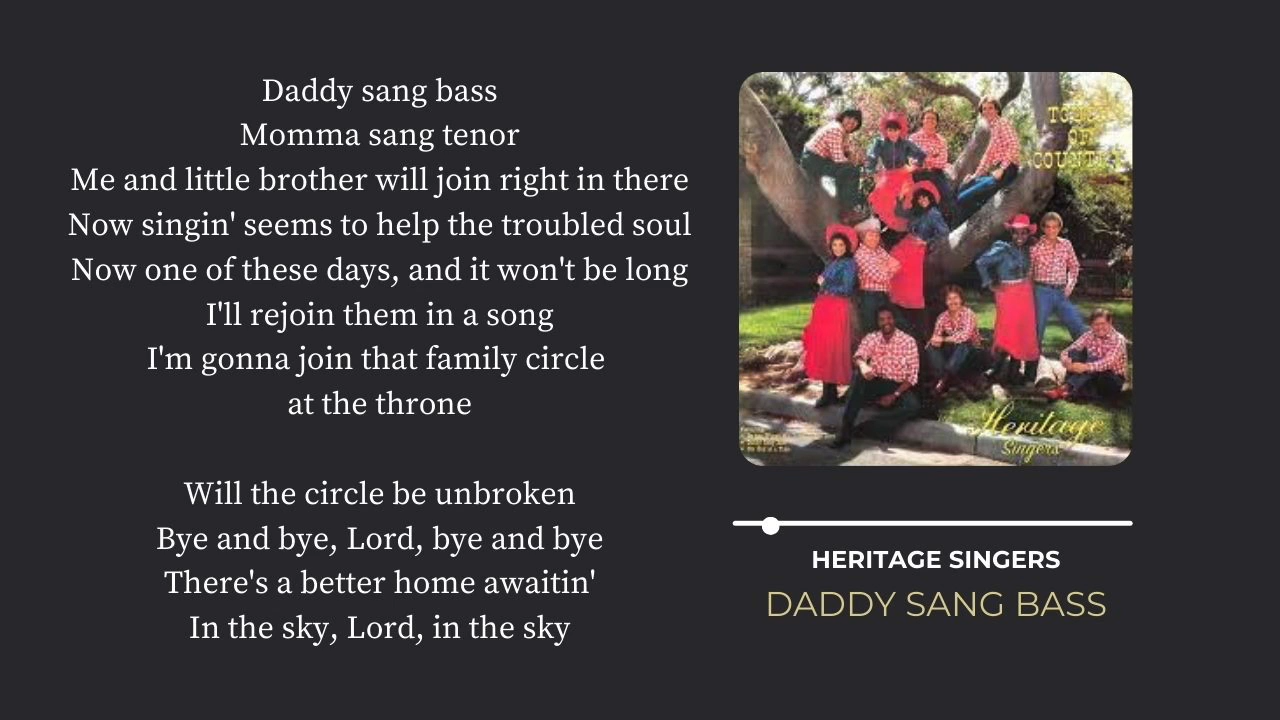 Daddy sang bass
Momma sang tenor
Me and little brother will join right in there
Now singin' seems to help the troubled soul
Now one of these days, and it won't be long
I'll rejoin them in a song
I'm gonna join that family circle
at the throne
Will the circle be unbroken
Bye and bye, Lord, bye and bye
There's a better home awaitin'
In the sky, Lord, in the sky
TOUCH
OF
COUNTRY
Heritage
Singers
HERITAGE SINGERS
DADDY SANG BASS